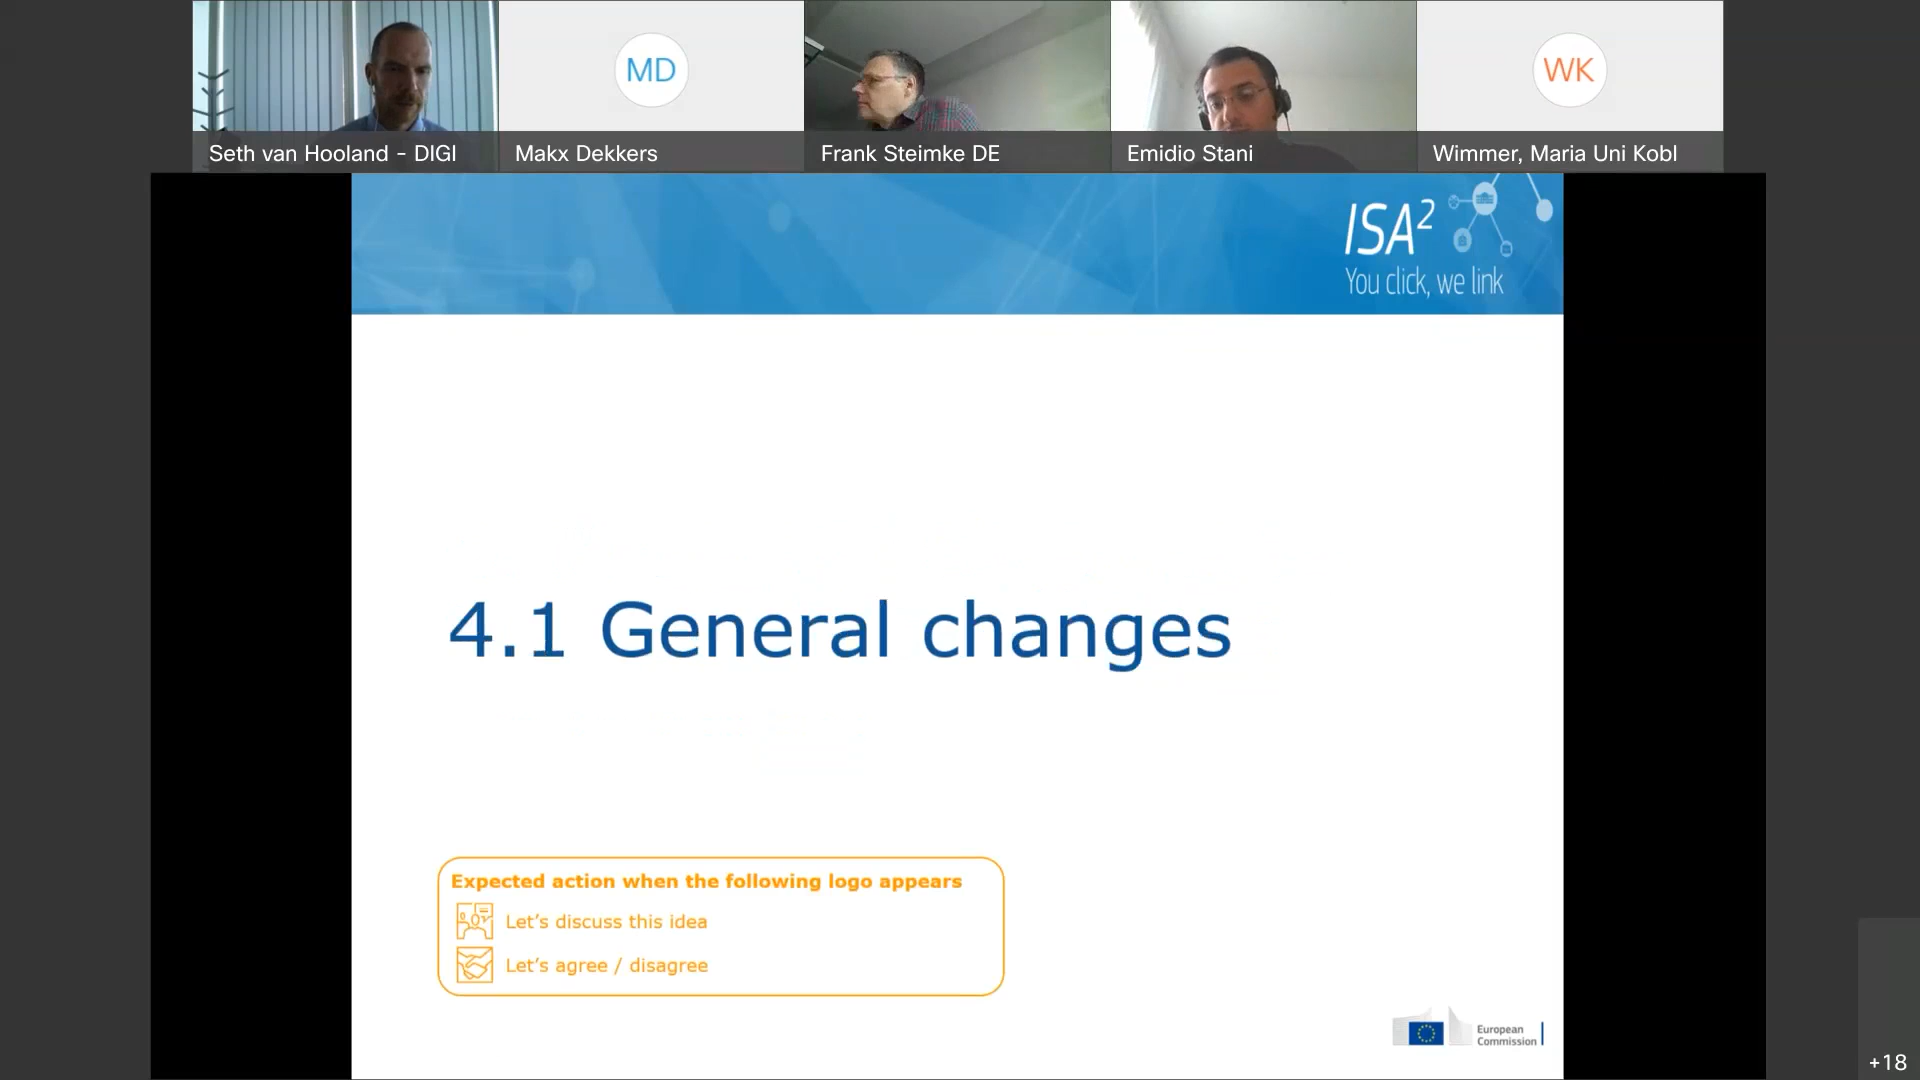 MD
WK
Seth van Hooland - DIGI
Makx Dekkers
Frank Steimke DE
Emidio Stani
Wimmer, Maria Uni Kobl
ISA²
You click, we link
4.1 General changes
Expected action when the following logo appears
Let's discuss this idea
Let's agree / disagree
European
Commission
+18